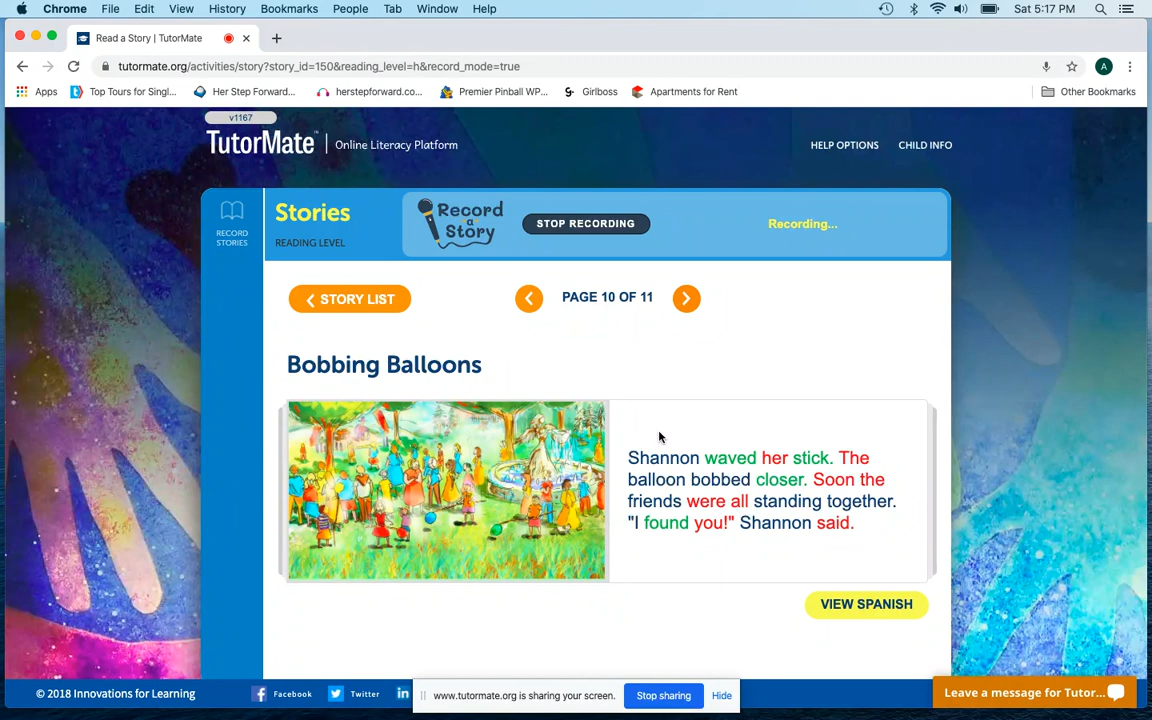 Chrome File Edit View History Bookmarks People Tab Window Help Sat 5:17 PM
Read a Story | TutorMate
tutormate.org/activities/story?story_id=150&reading_level=h&record_mode=true A
Apps Top Tours for Singl... Her Step Forward... herstepforward.co... Premier Pinball WP... Girlboss Apartments for Rent Other Bookmarks
v1167
TutorMate™ | Online Literacy Platform HELP OPTIONS CHILD INFO
RECORD
STORIES
Stories
READING LEVEL
Record
a
Story
STOP RECORDING Recording...
STORY LIST PAGE 10 OF 11
Bobbing Balloons
Shannon waved her stick. The
balloon bobbed closer. Soon the
friends were all standing together.
"I found you!" Shannon said.
VIEW SPANISH
© 2018 Innovations for Learning Facebook Twitter in
www.tutormate.org is sharing your screen. Stop sharing Hide
Leave a message for Tutor...